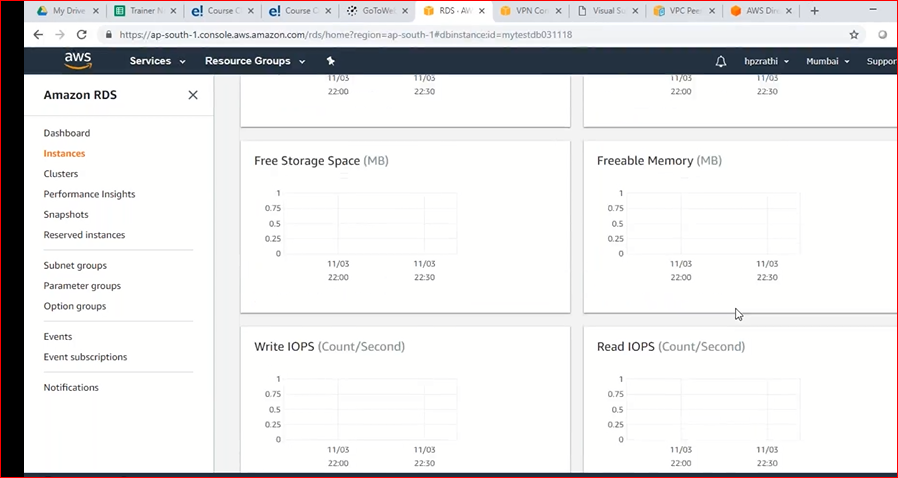 My Drive
Trainer N
Course C
Course C
GoToWeb
RDS - AW
VPN Con
Visual Su
VPC Pee
AWS Dire
https://ap-south-1.console.aws.amazon.com/rds/home?region=ap-south-1#dbinstance:id=mytestdb031118
aws Services Resource Groups hpzrathi Mumbai Suppor
Amazon RDS
Dashboard
Instances
Clusters
Performance Insights
Snapshots
Reserved instances
Subnet groups
Parameter groups
Option groups
Events
Event subscriptions
Notifications
11/03 11/03
22:00 22:30
11/03 11/03
22:00 22:30
Free Storage Space (MB)
1
0.75
0.5
0.25
0
11/03 11/03
22:00 22:30
Freeable Memory (MB)
1
0.75
0.5
0.25
0
11/03 11/03
22:00 22:30
Write IOPS (Count/Second)
1
0.75
0.5
0.25
0
11/03 11/03
22:00 22:30
Read IOPS (Count/Second)
1
0.75
0.5
0.25
0
11/03 11/03
22:00 22:30